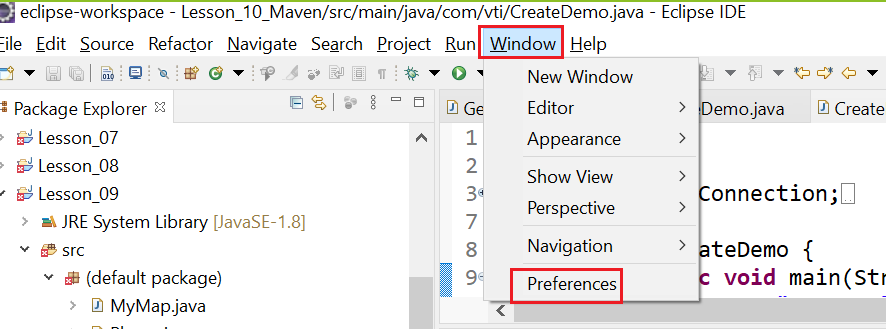 eclipse-workspace - Lesson_10_Maven/src/main/java/com/vti/CreateDemo.java - Eclipse IDE
File Edit Source Refactor Navigate Search Project Run Window Help
Package Explorer
Lesson_07
Lesson_08
Lesson_09
JRE System Library [JavaSE-1.8]
src
(default package)
MyMap.java
New Window
Editor
Appearance
Show View
Perspective
Navigation
Preferences
Ge
eDemo.java
Create
1
2
3
Connection;
7
8
eateDemo {
9
c void main(Str